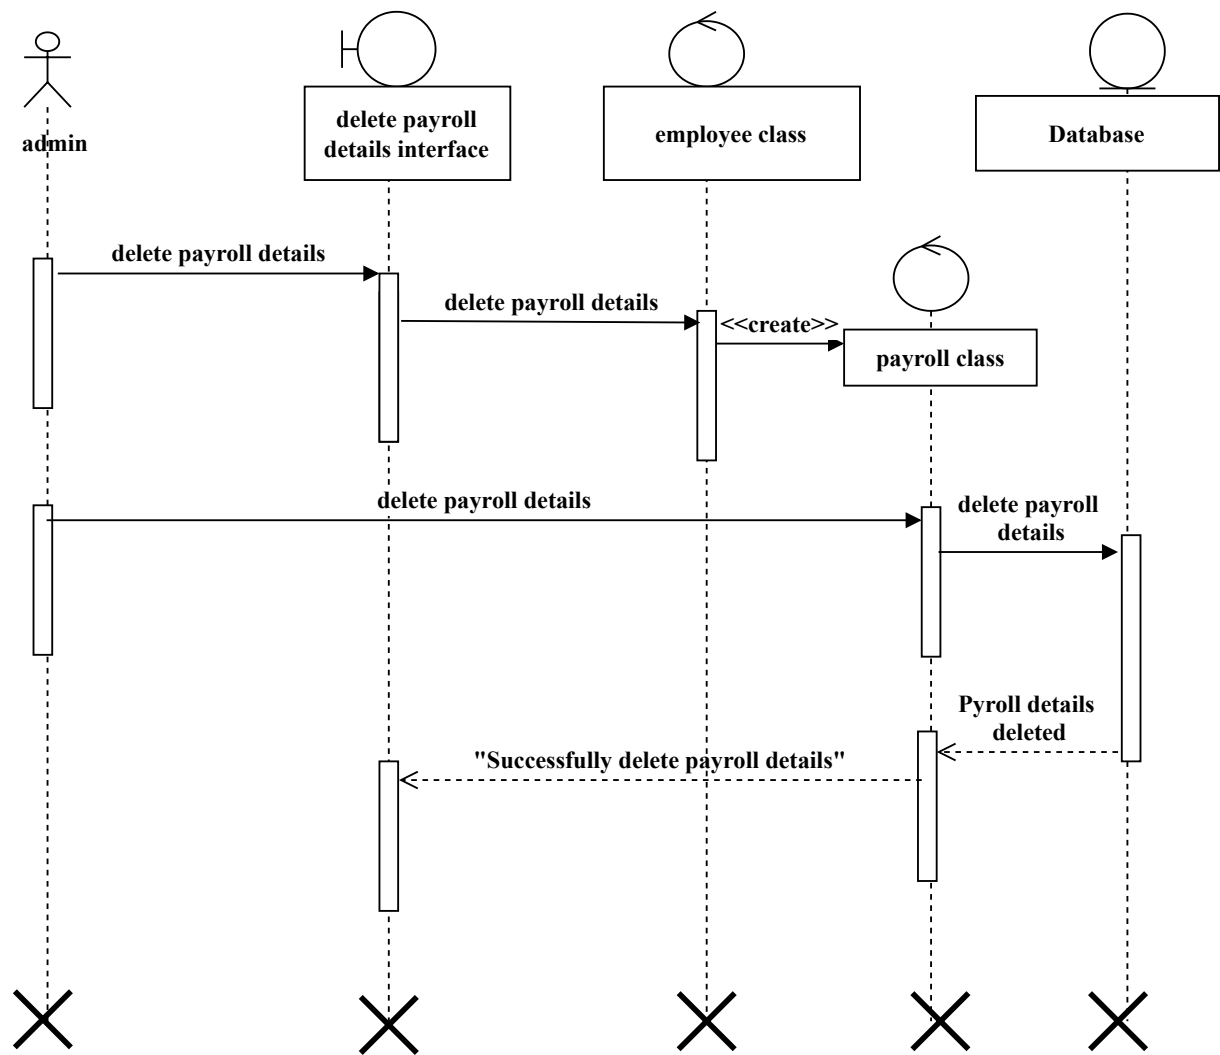 admin
delete payroll
details interface
employee class
Database
delete payroll details
delete payroll details
<<create>>
payroll class
delete payroll details
delete payroll
details
Pyroll details
deleted
"Successfully delete payroll details"